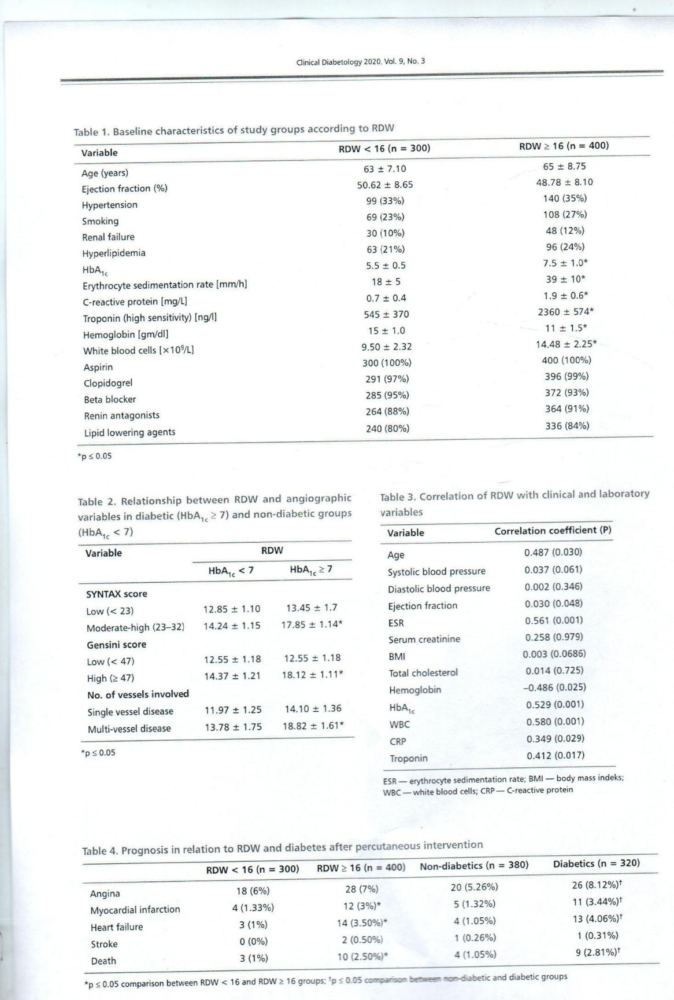 Clinical Diabetology 2020, Vol. 9, No. 3
Table 1. Baseline characteristics of study groups according to RDW
Variable RDW < 16 (n = 300) RDW ≥ 16 (n = 400)
Age (years) 63 ± 7.10 65 ± 8.75
Ejection fraction (%) 50.62 ± 8.65 48.78 ± 8.10
Hypertension 99 (33%) 140 (35%)
Smoking 69 (23%) 108 (27%)
Renal failure 30 (10%) 48 (12%)
Hyperlipidemia 63 (21%) 96 (24%)
HbA1c 5.5 ± 0.5 7.5 ± 1.0*
Erythrocyte sedimentation rate [mm/h] 18 ± 5 39 ± 10*
C-reactive protein [mg/L] 0.7 ± 0.4 1.9 ± 0.6*
Troponin (high sensitivity) [ng/l] 545 ± 370 2360 ± 574*
Hemoglobin [gm/dl] 15 ± 1.0 11 ± 1.5*
White blood cells [×10⁹/L] 9.50 ± 2.32 14.48 ± 2.25*
Aspirin 300 (100%) 400 (100%)
Clopidogrel 291 (97%) 396 (99%)
Beta blocker 285 (95%) 372 (93%)
Renin antagonists 264 (88%) 364 (91%)
Lipid lowering agents 240 (80%) 336 (84%)
*p ≤ 0.05
Table 2. Relationship between RDW and angiographic
variables in diabetic (HbA1c ≥ 7) and non-diabetic groups
(HbA1c < 7)
Variable RDW
HbA1c < 7 HbA1c ≥ 7
SYNTAX score
Low (< 23) 12.85 ± 1.10 13.45 ± 1.7
Moderate-high (23–32) 14.24 ± 1.15 17.85 ± 1.14*
Gensini score
Low (< 47) 12.55 ± 1.18 12.55 ± 1.18
High (≥ 47) 14.37 ± 1.21 18.12 ± 1.11*
No. of vessels involved
Single vessel disease 11.97 ± 1.25 14.10 ± 1.36
Multi-vessel disease 13.78 ± 1.75 18.82 ± 1.61*
*p ≤ 0.05
Table 3. Correlation of RDW with clinical and laboratory
variables
Variable Correlation coefficient (P)
Age 0.487 (0.030)
Systolic blood pressure 0.037 (0.061)
Diastolic blood pressure 0.002 (0.346)
Ejection fraction 0.030 (0.048)
ESR 0.561 (0.001)
Serum creatinine 0.258 (0.979)
BMI 0.003 (0.0686)
Total cholesterol 0.014 (0.725)
Hemoglobin −0.486 (0.025)
HbA1c 0.529 (0.001)
WBC 0.580 (0.001)
CRP 0.349 (0.029)
Troponin 0.412 (0.017)
ESR — erythrocyte sedimentation rate; BMI — body mass indeks;
WBC — white blood cells; CRP — C-reactive protein
Table 4. Prognosis in relation to RDW and diabetes after percutaneous intervention
RDW < 16 (n = 300) RDW ≥ 16 (n = 400) Non-diabetics (n = 380) Diabetics (n = 320)
Angina 18 (6%) 28 (7%) 20 (5.26%) 26 (8.12%)†
Myocardial infarction 4 (1.33%) 12 (3%)* 5 (1.32%) 11 (3.44%)†
Heart failure 3 (1%) 14 (3.50%)* 4 (1.05%) 13 (4.06%)†
Stroke 0 (0%) 2 (0.50%) 1 (0.26%) 1 (0.31%)
Death 3 (1%) 10 (2.50%)* 4 (1.05%) 9 (2.81%)†
*p ≤ 0.05 comparison between RDW < 16 and RDW ≥ 16 groups; †p ≤ 0.05 comparison between non-diabetic and diabetic groups